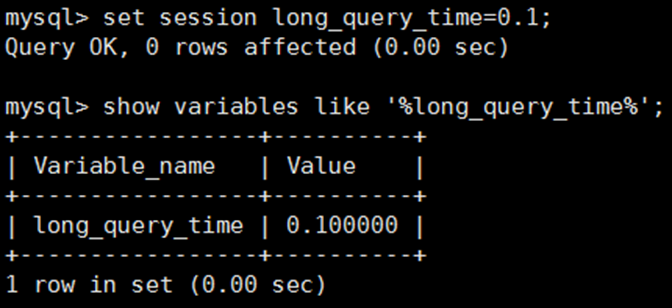 mysql> set session long_query_time=0.1;
Query OK, 0 rows affected (0.00 sec)

mysql> show variables like '%long_query_time%';
+-----------------+----------+
| Variable_name   | Value    |
+-----------------+----------+
| long_query_time | 0.100000 |
+-----------------+----------+
1 row in set (0.00 sec)